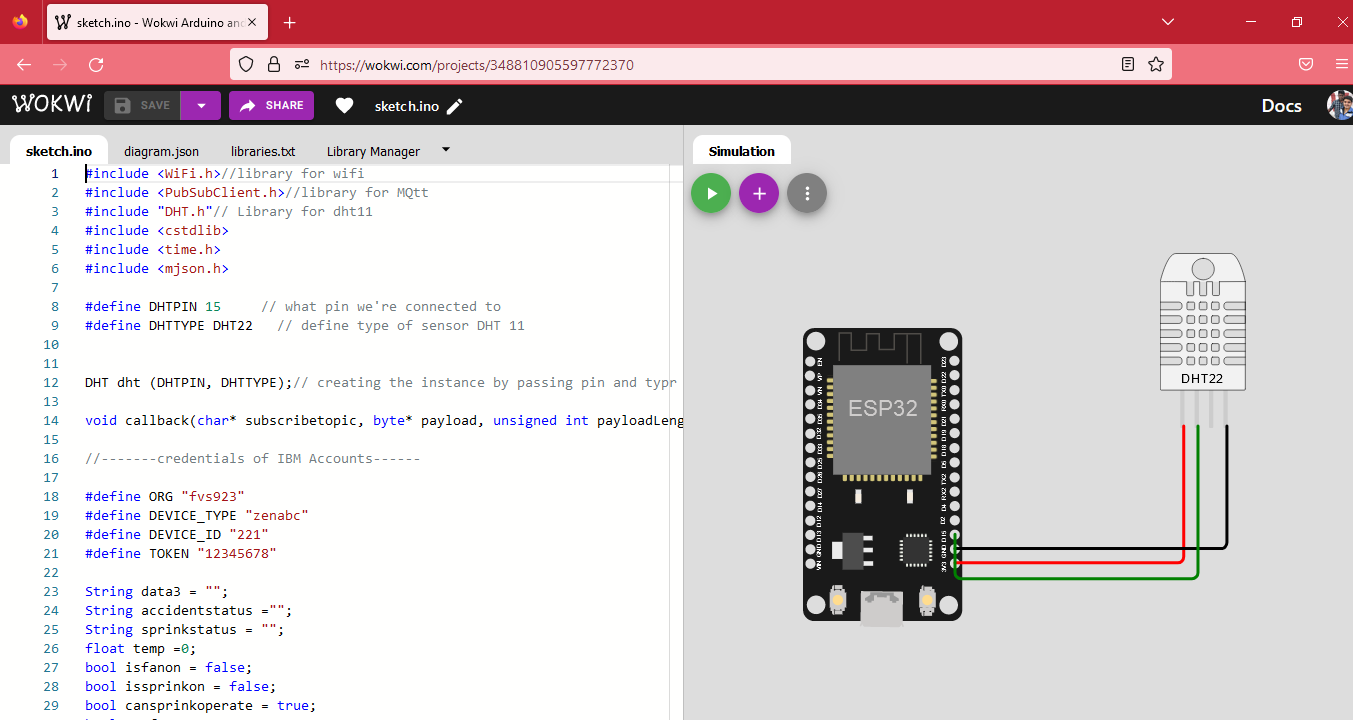 sketch.ino - Wokwi Arduino and
https://wokwi.com/projects/348810905597772370
WOKWi
SAVE
SHARE
sketch.ino
Docs
sketch.ino
diagram.json
libraries.txt
Library Manager
Simulation
1 #include <WiFi.h>//library for wifi
2 #include <PubSubClient.h>//library for MQtt
3 #include "DHT.h"// Library for dht11
4 #include <cstdlib>
5 #include <time.h>
6 #include <mjson.h>
7
8 #define DHTPIN 15     // what pin we're connected to
9 #define DHTTYPE DHT22   // define type of sensor DHT 11
10
11
12 DHT dht (DHTPIN, DHTTYPE);// creating the instance by passing pin and typr
13
14 void callback(char* subscribetopic, byte* payload, unsigned int payloadLeng
15
16 //-------credentials of IBM Accounts------
17
18 #define ORG "fvs923"
19 #define DEVICE_TYPE "zenabc"
20 #define DEVICE_ID "221"
21 #define TOKEN "12345678"
22
23 String data3 = "";
24 String accidentstatus ="";
25 String sprinkstatus = "";
26 float temp =0;
27 bool isfanon = false;
28 bool issprinkon = false;
29 bool cansprinkoperate = true;
ESP32
DHT22